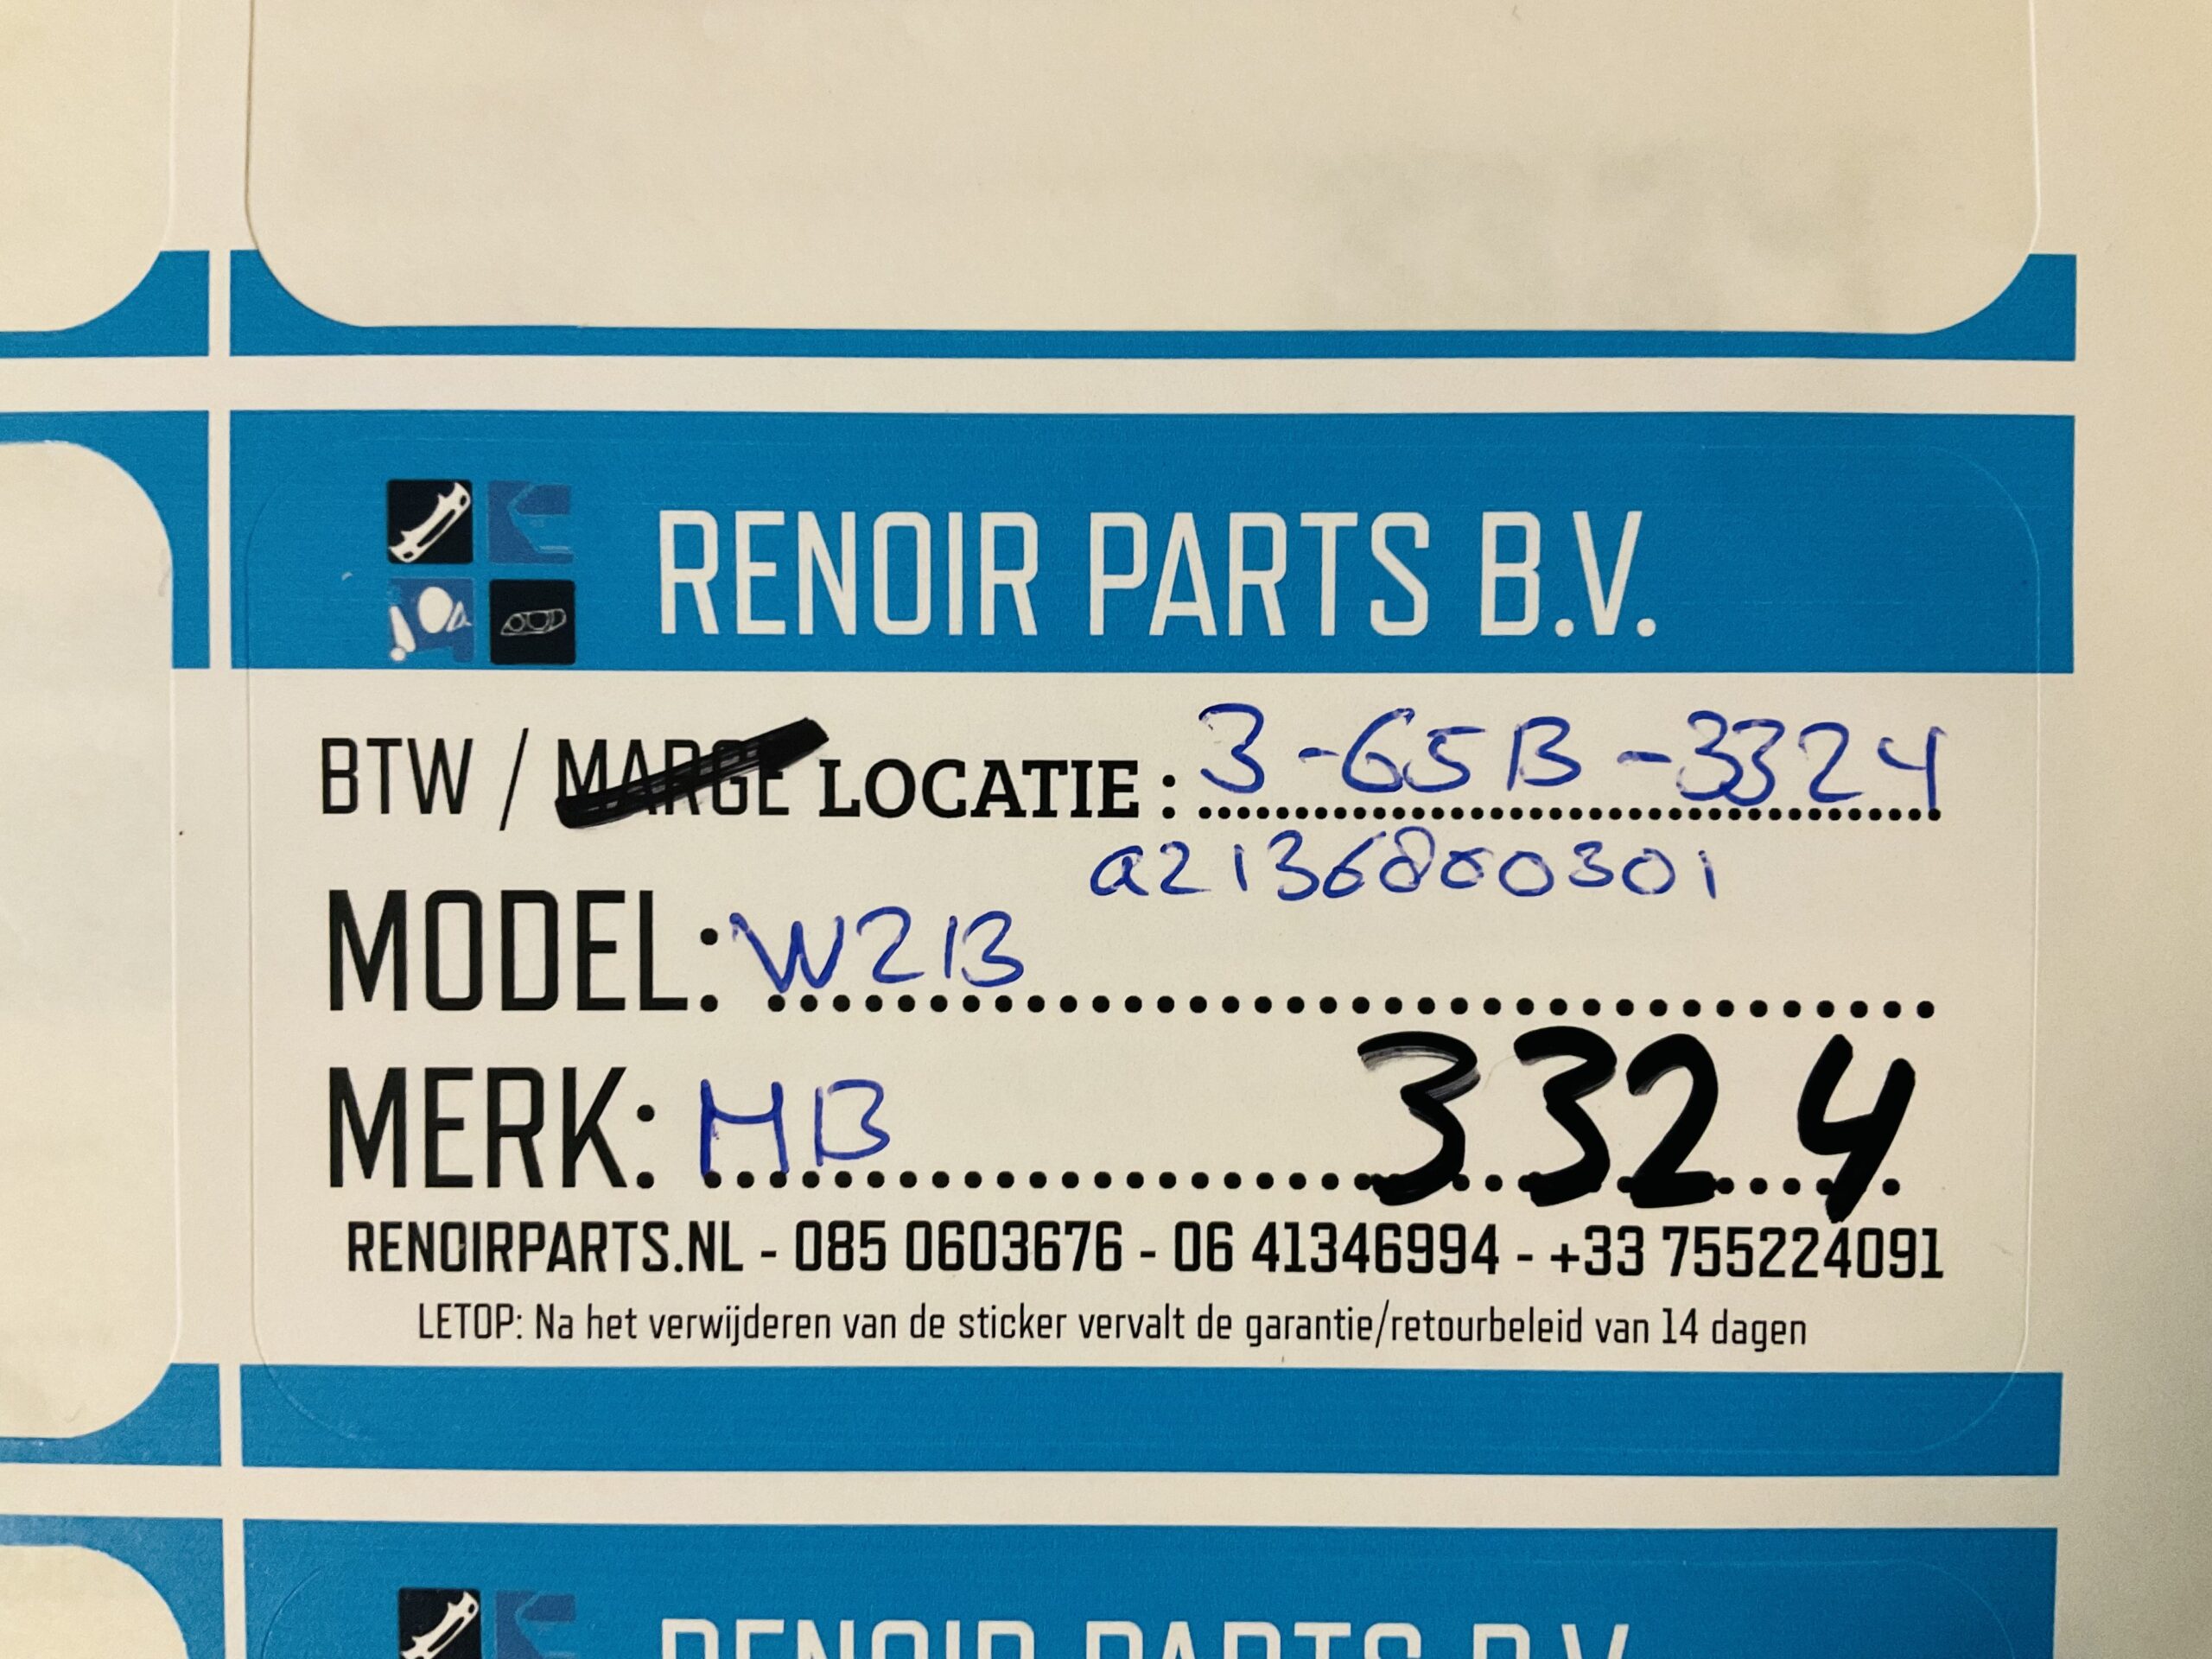 RENOIR PARTS B.V.
BTW / MARGE LOCATIE : 3-65B-3324
a2136800301
MODEL: W213
MERK: MB 3324
RENOIRPARTS.NL - 085 0603676 - 06 41346994 - +33 755224091
LETOP: Na het verwijderen van de sticker vervalt de garantie/retourbeleid van 14 dagen
RENOIR PARTS B.V.